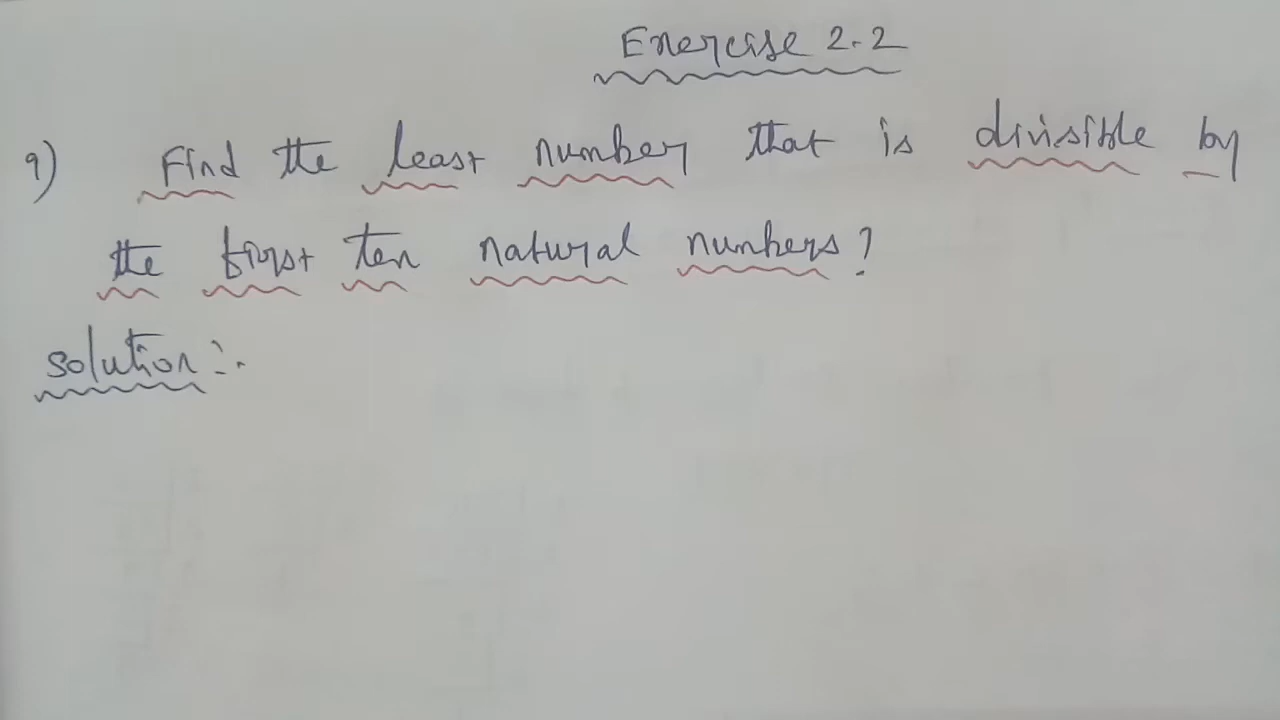 Exercise 2.2
9) Find the least number that is divisible by
the first ten natural numbers?
solution:-